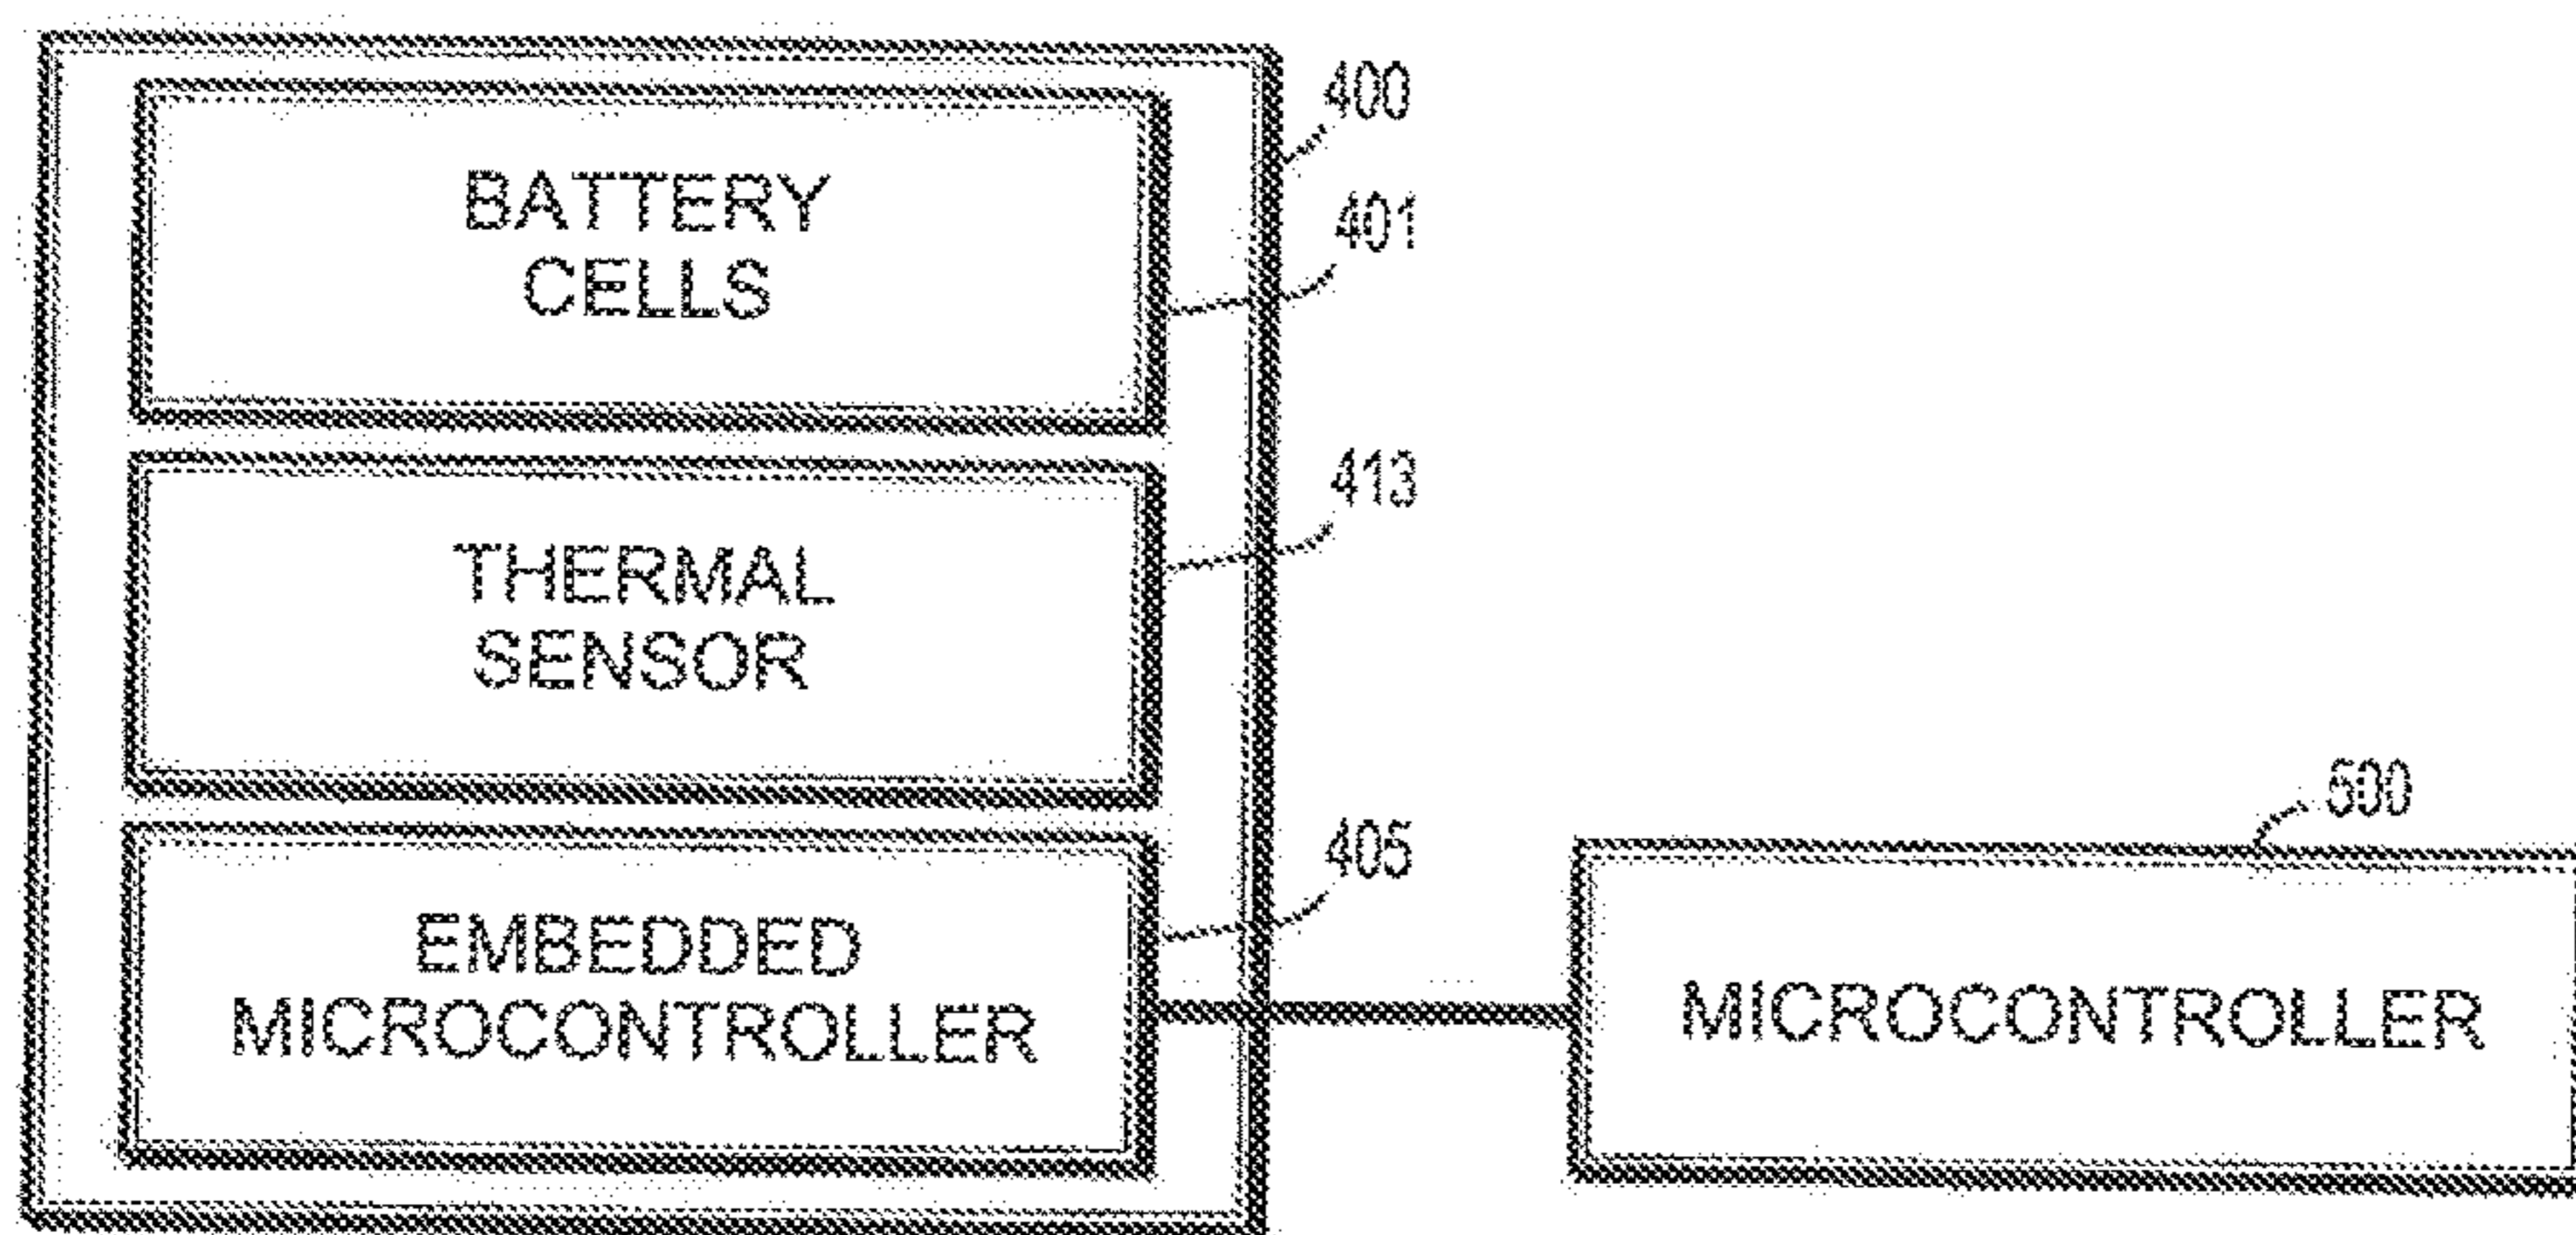 400
BATTERY
CELLS
401
413
THERMAL
SENSOR
405
EMBEDDED
MICROCONTROLLER
500
MICROCONTROLLER